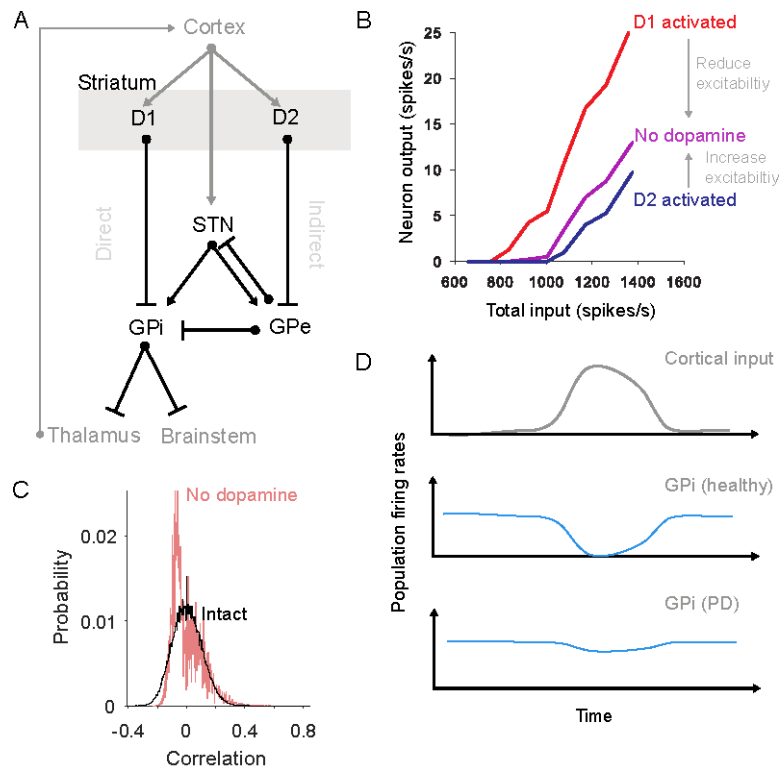 A
Cortex
Striatum
D1
D2
Direct
Indirect
STN
GPi
GPe
Thalamus
Brainstem
B
D1 activated
Reduce
excitabiltiy
No dopamine
Increase
excitabiltiy
D2 activated
Neuron output (spikes/s)
25
20
15
10
5
0
600
800
1000
1200
1400
1600
Total input (spikes/s)
C
No dopamine
Intact
Probability
0.02
0.01
0
-0.4
0
0.4
0.8
Correlation
D
Cortical input
GPi (healthy)
GPi (PD)
Population firing rates
Time